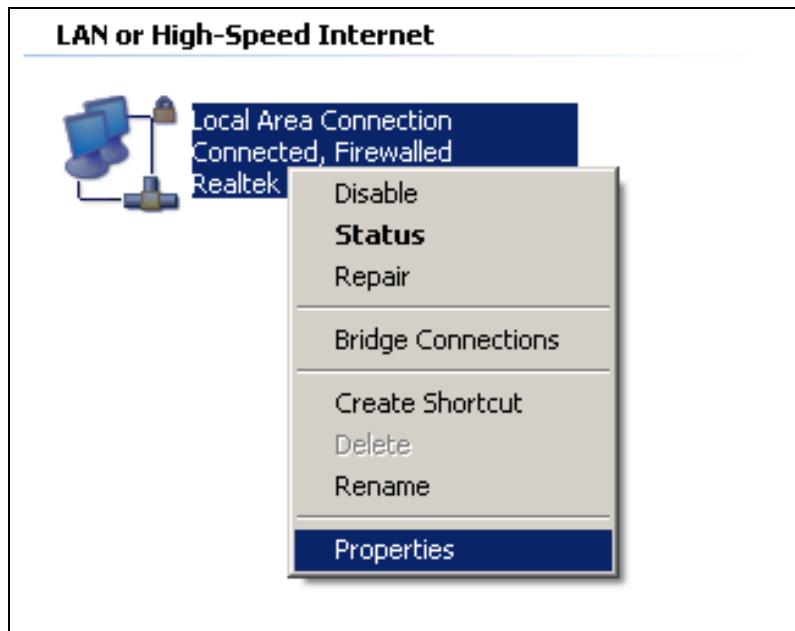 LAN or High-Speed Internet
Local Area Connection
Connected, Firewalled
Realtek
Disable
Status
Repair
Bridge Connections
Create Shortcut
Delete
Rename
Properties